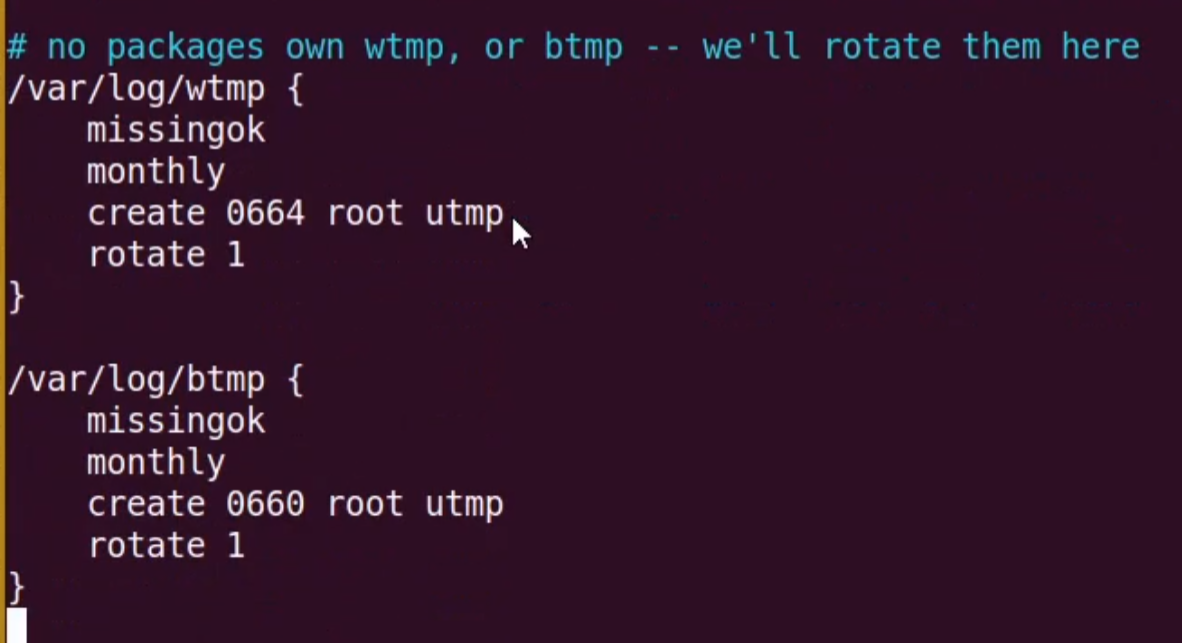 # no packages own wtmp, or btmp -- we'll rotate them here
/var/log/wtmp {
    missingok
    monthly
    create 0664 root utmp
    rotate 1
}

/var/log/btmp {
    missingok
    monthly
    create 0660 root utmp
    rotate 1
}